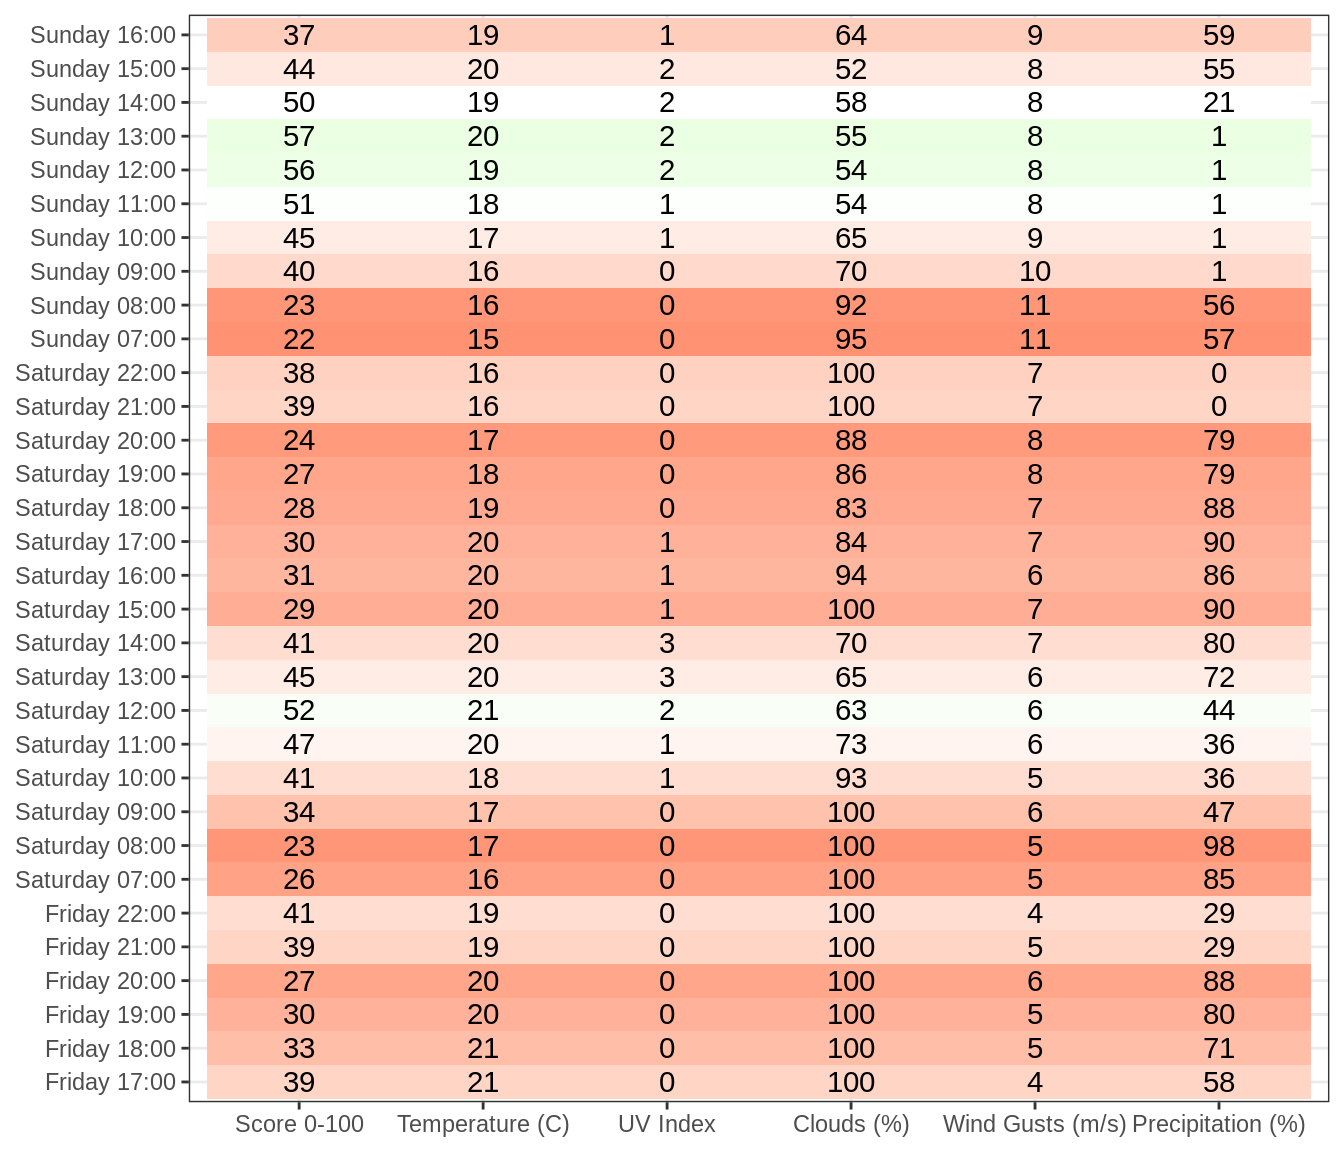 Sunday 16:00 37 19 1 64 9 59
Sunday 15:00 44 20 2 52 8 55
Sunday 14:00 50 19 2 58 8 21
Sunday 13:00 57 20 2 55 8 1
Sunday 12:00 56 19 2 54 8 1
Sunday 11:00 51 18 1 54 8 1
Sunday 10:00 45 17 1 65 9 1
Sunday 09:00 40 16 0 70 10 1
Sunday 08:00 23 16 0 92 11 56
Sunday 07:00 22 15 0 95 11 57
Saturday 22:00 38 16 0 100 7 0
Saturday 21:00 39 16 0 100 7 0
Saturday 20:00 24 17 0 88 8 79
Saturday 19:00 27 18 0 86 8 79
Saturday 18:00 28 19 0 83 7 88
Saturday 17:00 30 20 1 84 7 90
Saturday 16:00 31 20 1 94 6 86
Saturday 15:00 29 20 1 100 7 90
Saturday 14:00 41 20 3 70 7 80
Saturday 13:00 45 20 3 65 6 72
Saturday 12:00 52 21 2 63 6 44
Saturday 11:00 47 20 1 73 6 36
Saturday 10:00 41 18 1 93 5 36
Saturday 09:00 34 17 0 100 6 47
Saturday 08:00 23 17 0 100 5 98
Saturday 07:00 26 16 0 100 5 85
Friday 22:00 41 19 0 100 4 29
Friday 21:00 39 19 0 100 5 29
Friday 20:00 27 20 0 100 6 88
Friday 19:00 30 20 0 100 5 80
Friday 18:00 33 21 0 100 5 71
Friday 17:00 39 21 0 100 4 58
Score 0-100 Temperature (C) UV Index Clouds (%) Wind Gusts (m/s) Precipitation (%)